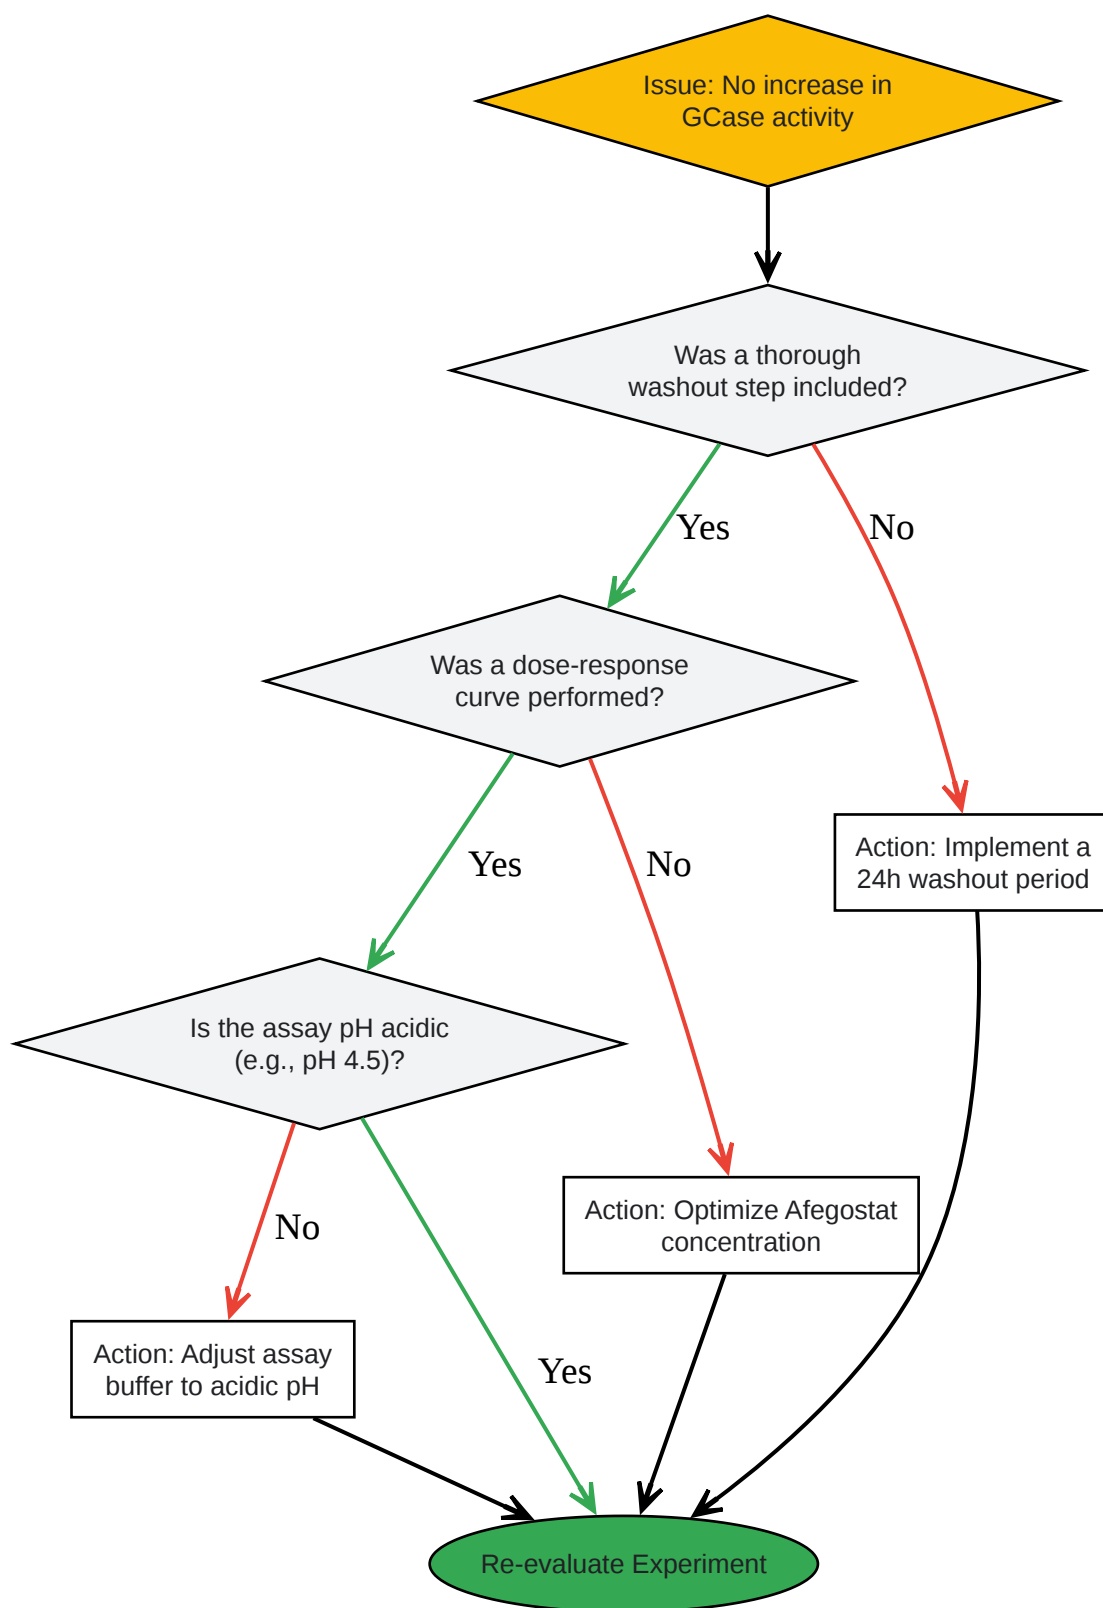 Issue: No increase in
GCase activity
Was a thorough
washout step included?
Yes
No
Was a dose-response
curve performed?
Yes
No
Action: Implement a
24h washout period
Is the assay pH acidic
(e.g., pH 4.5)?
No
Yes
Action: Optimize Afegostat
concentration
Action: Adjust assay
buffer to acidic pH
Re-evaluate Experiment